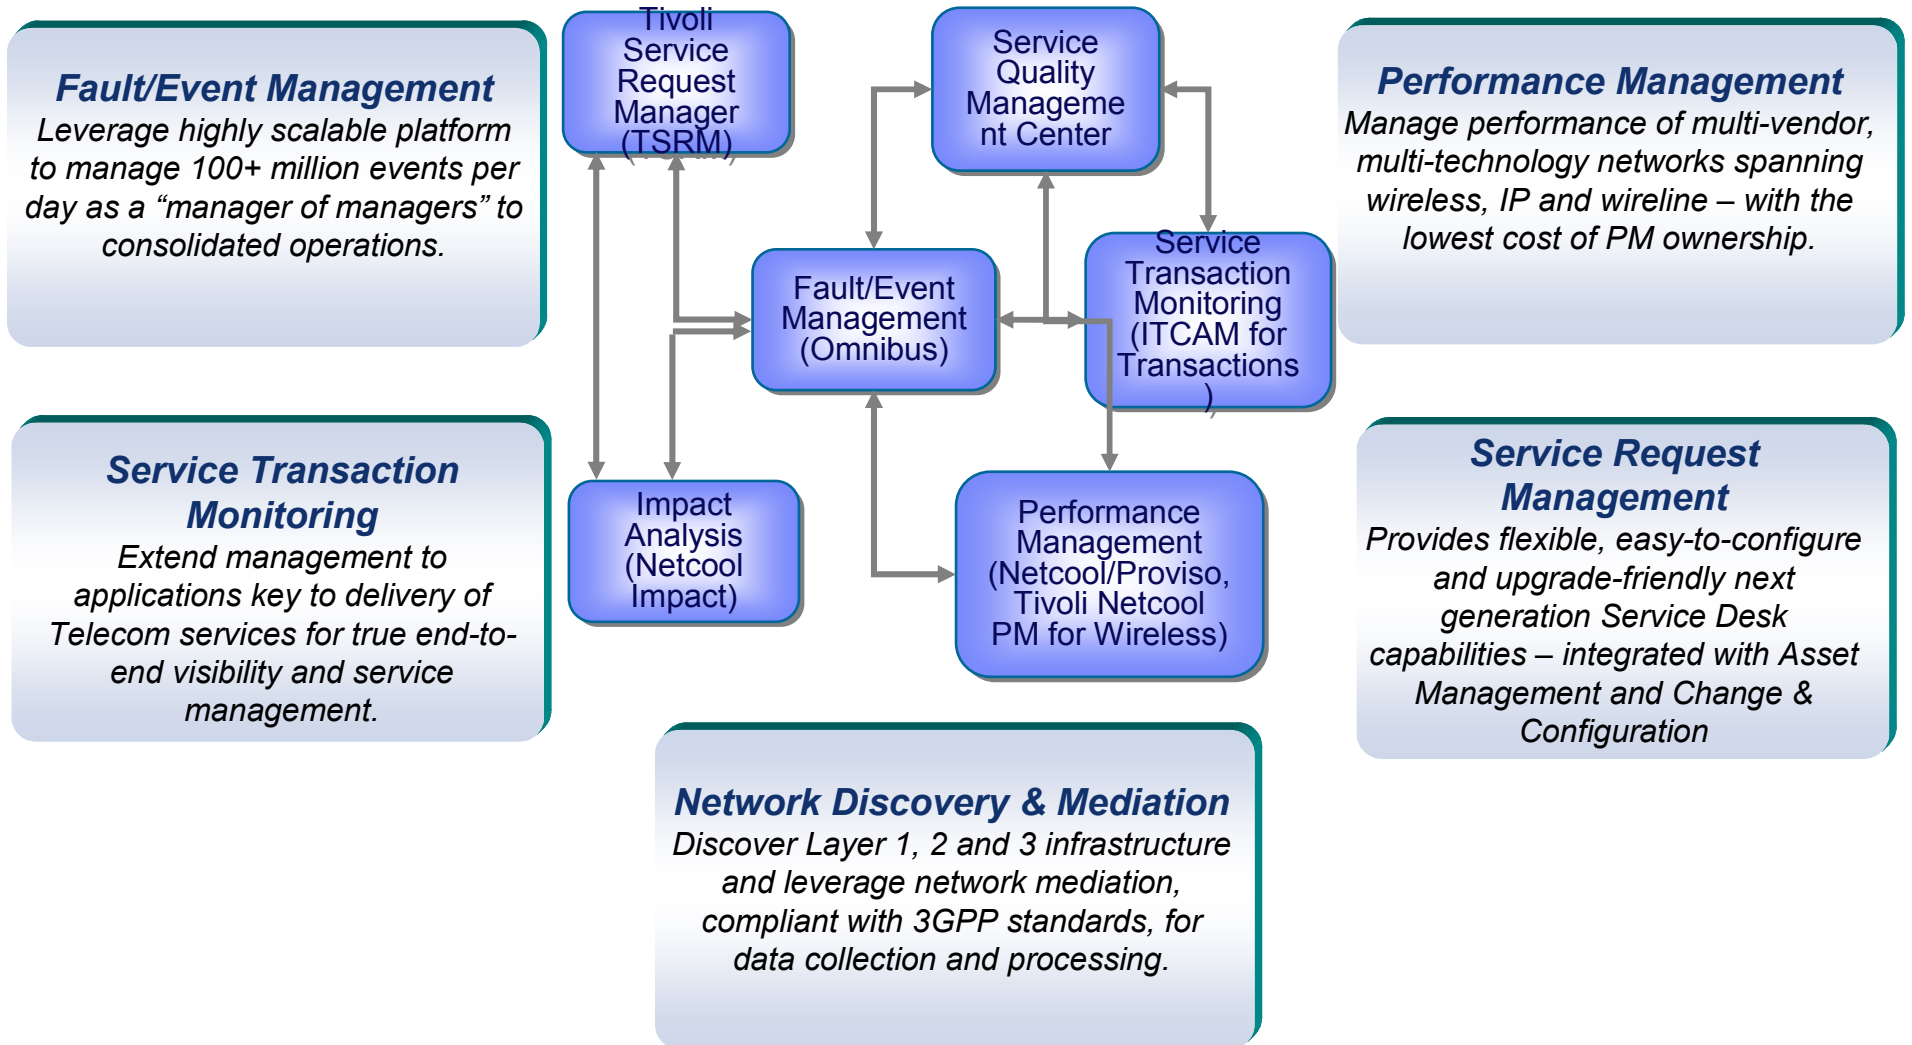 Fault/Event Management
Leverage highly scalable platform
to manage 100+ million events per
day as a “manager of managers” to
consolidated operations.
Tivoli
Service
Request
Manager
(TSRM)
Service
Quality
Manageme
nt Center
Performance Management
Manage performance of multi-vendor,
multi-technology networks spanning
wireless, IP and wireline – with the
lowest cost of PM ownership.
Fault/Event
Management
(Omnibus)
Service
Transaction
Monitoring
(ITCAM for
Transactions
)
Service Transaction
Monitoring
Extend management to
applications key to delivery of
Telecom services for true end-to-
end visibility and service
management.
Impact
Analysis
(Netcool
Impact)
Performance
Management
(Netcool/Proviso,
Tivoli Netcool
PM for Wireless)
Service Request
Management
Provides flexible, easy-to-configure
and upgrade-friendly next
generation Service Desk
capabilities – integrated with Asset
Management and Change &
Configuration
Network Discovery & Mediation
Discover Layer 1, 2 and 3 infrastructure
and leverage network mediation,
compliant with 3GPP standards, for
data collection and processing.